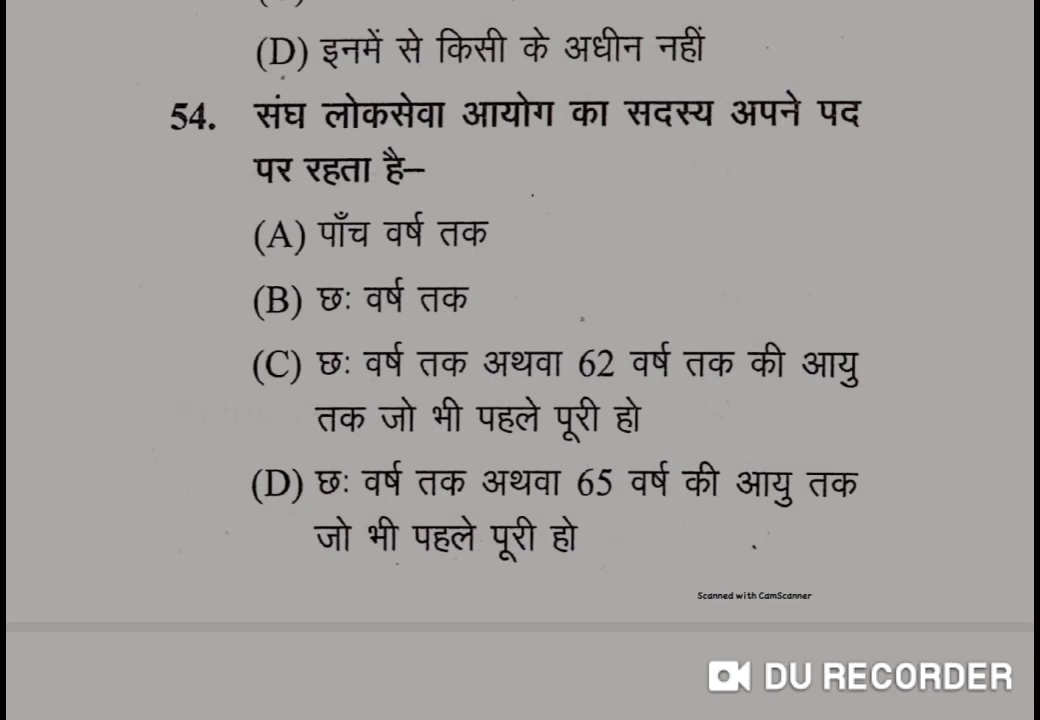 (D) इनमें से किसी के अधीन नहीं
54. संघ लोकसेवा आयोग का सदस्य अपने पद
पर रहता है–
(A) पाँच वर्ष तक
(B) छः वर्ष तक
(C) छः वर्ष तक अथवा 62 वर्ष तक की आयु
तक जो भी पहले पूरी हो
(D) छः वर्ष तक अथवा 65 वर्ष की आयु तक
जो भी पहले पूरी हो
Scanned with CamScanner
DU RECORDER